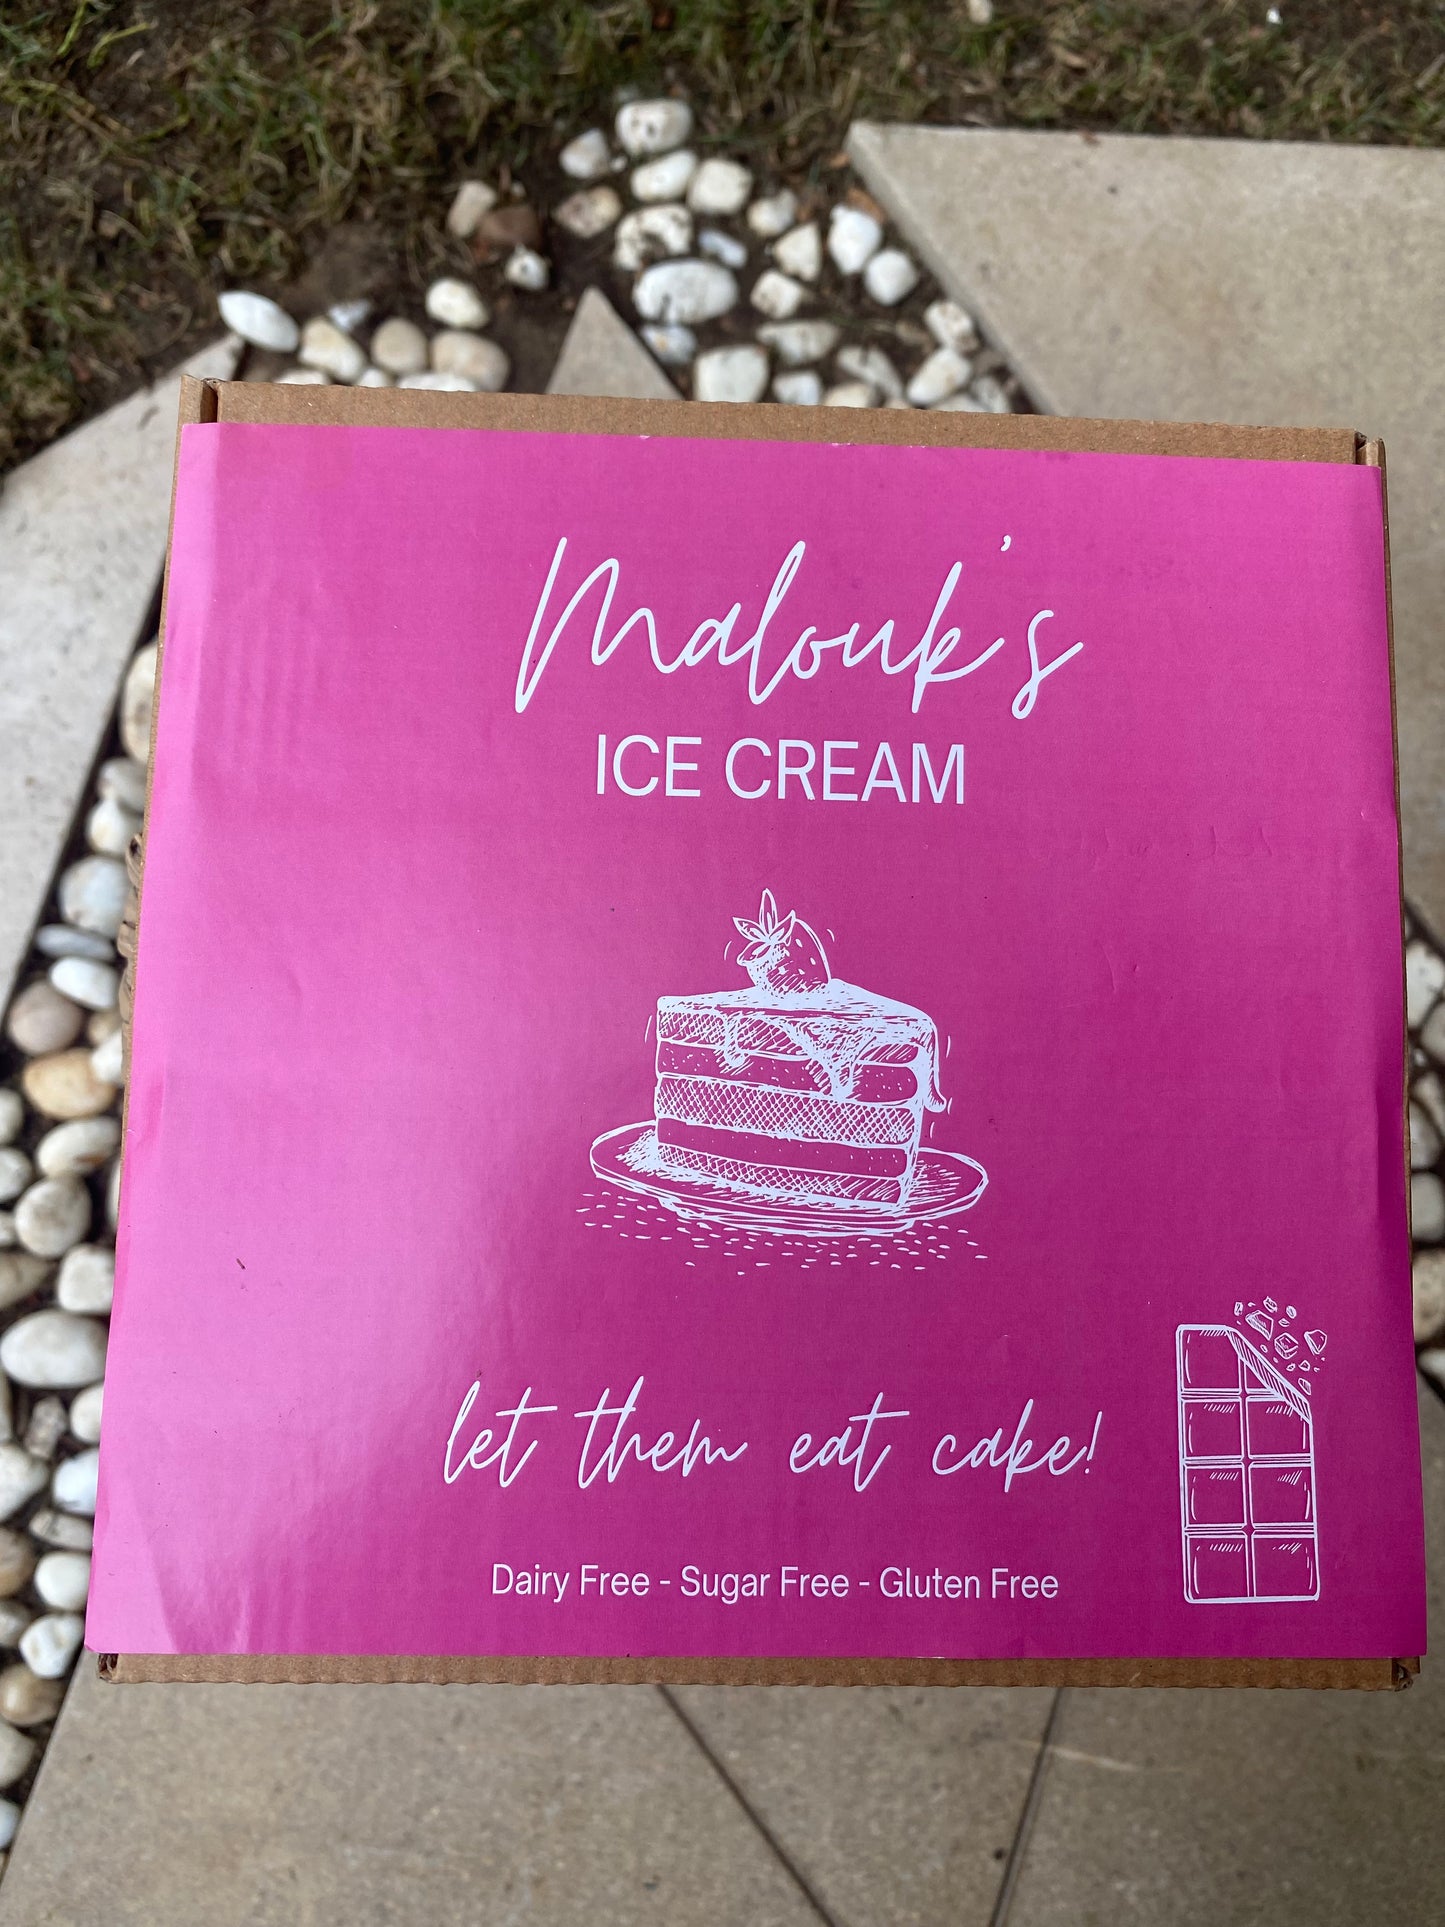 Malouk's
ICE CREAM
let them eat cake!
Dairy Free - Sugar Free - Gluten Free